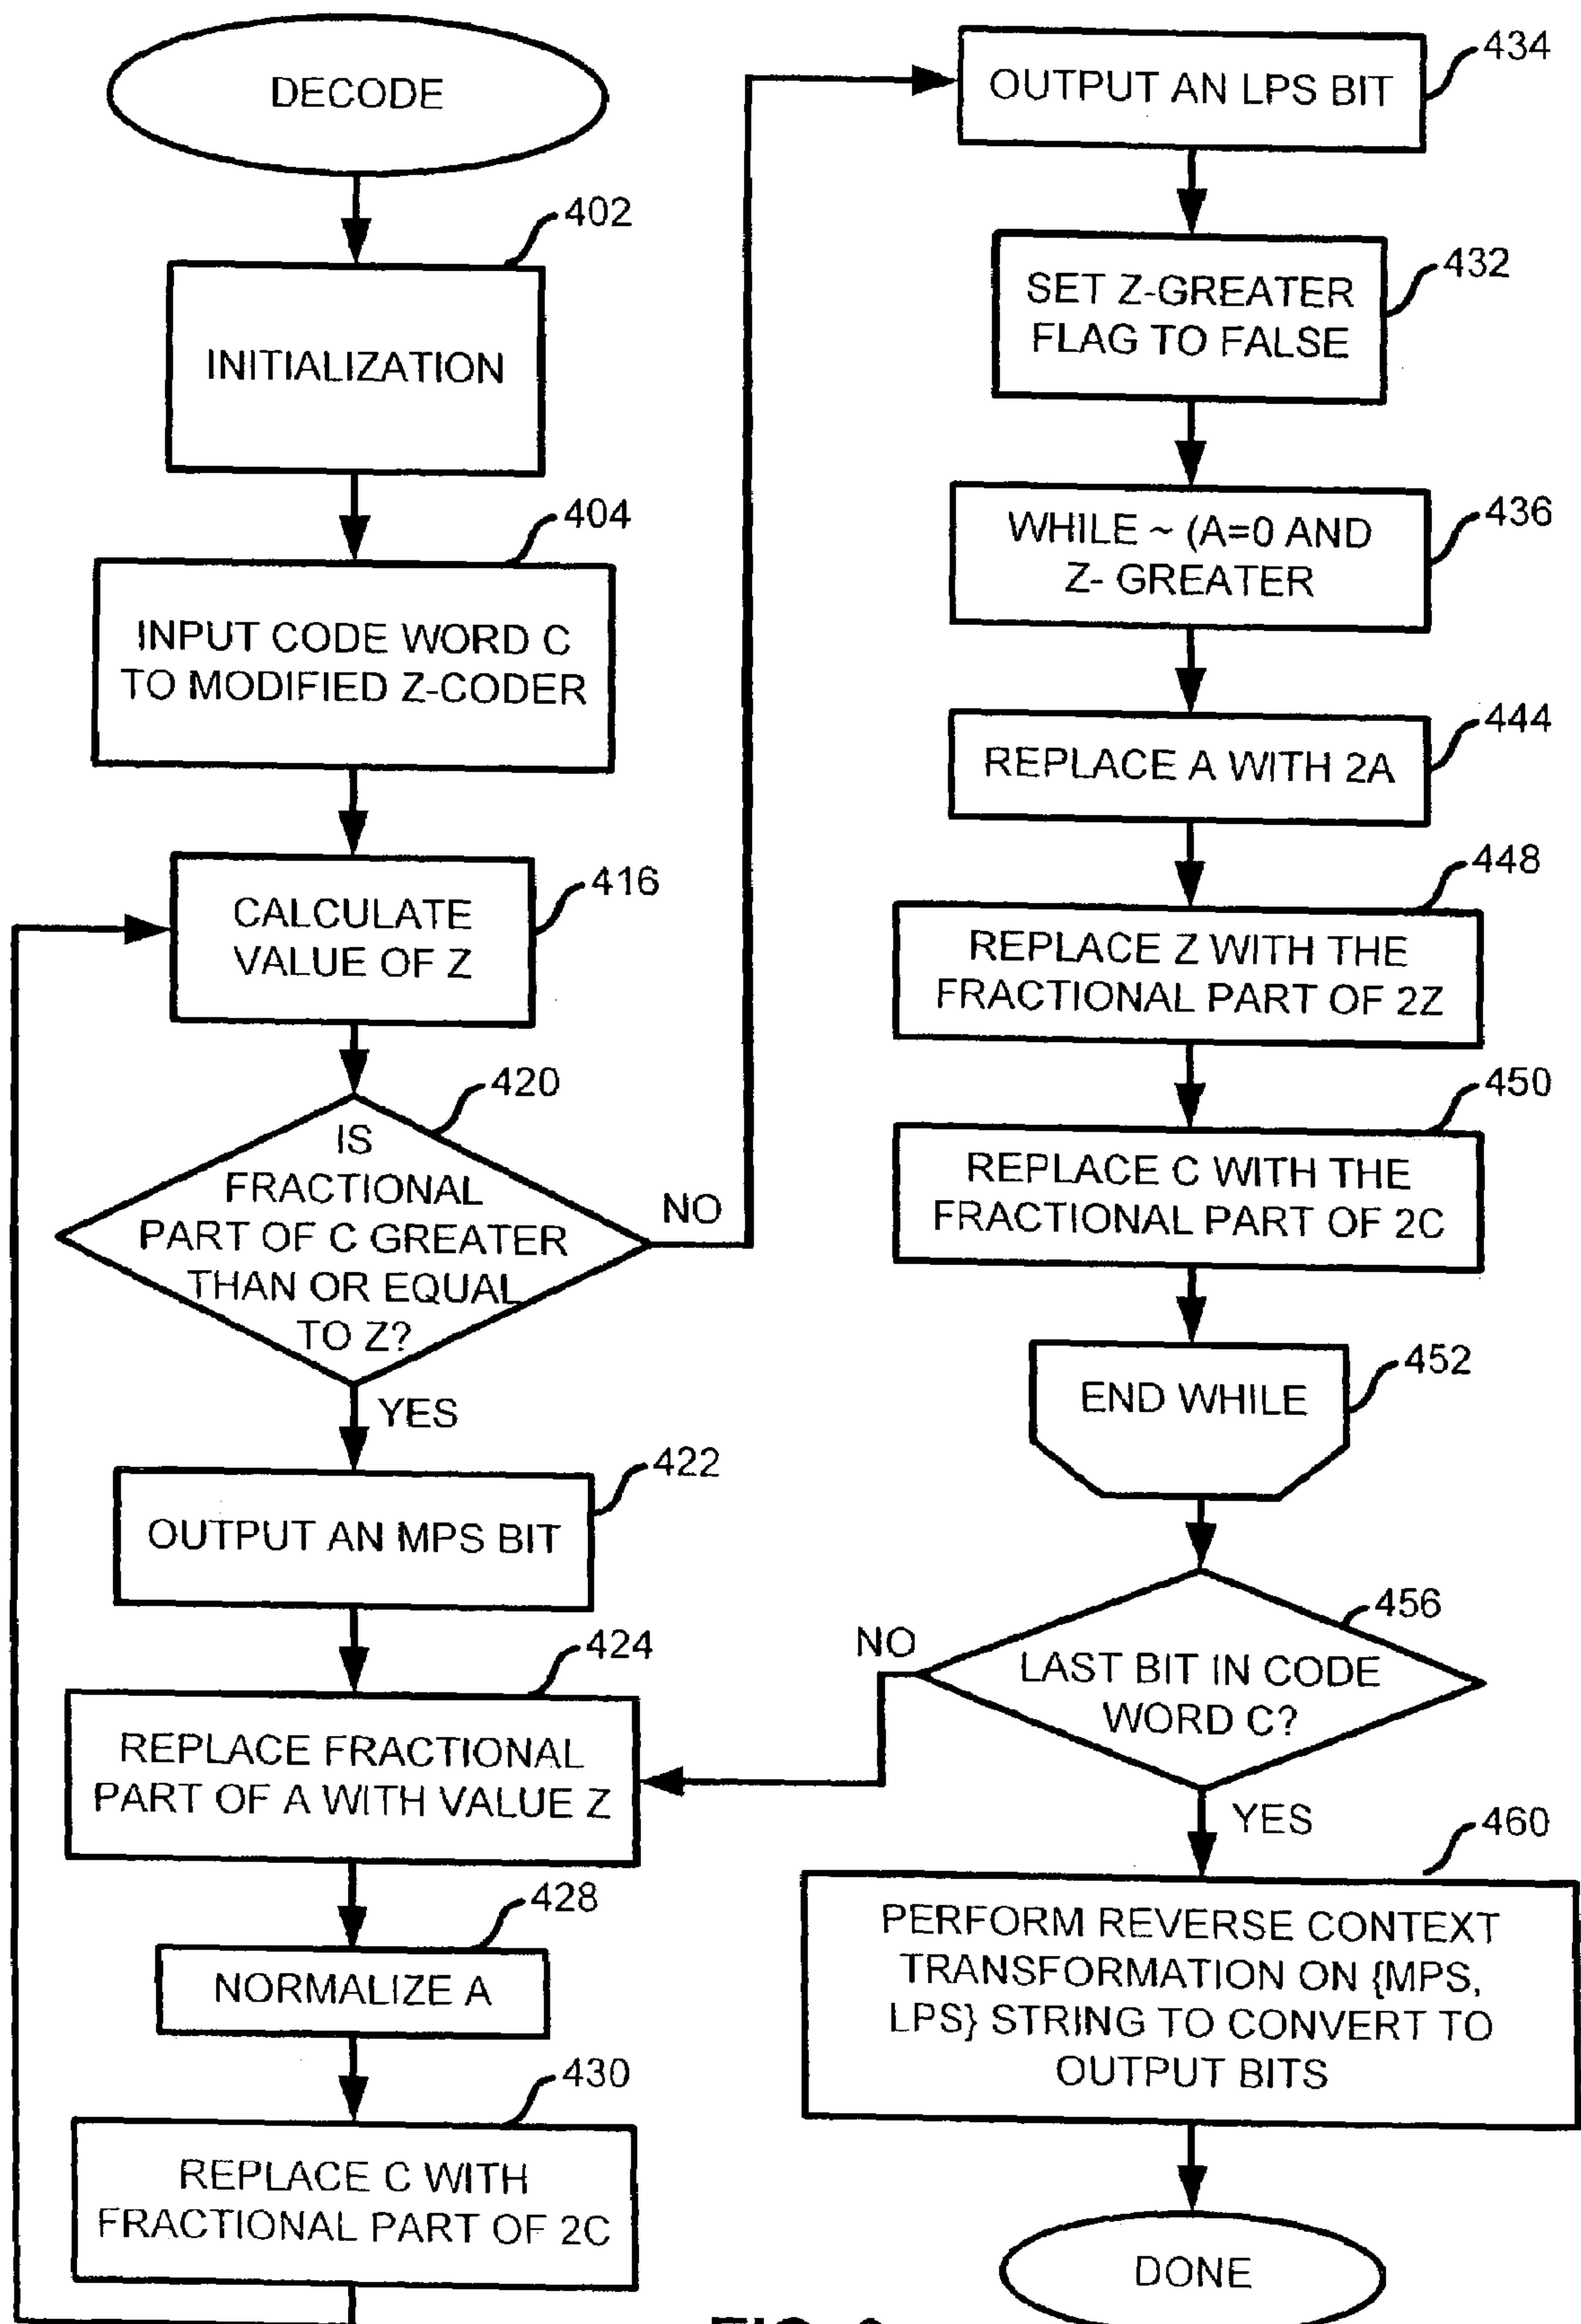 DECODE
402
INITIALIZATION
404
INPUT CODE WORD C
TO MODIFIED Z-CODER
416
CALCULATE
VALUE OF Z
420
IS
FRACTIONAL
PART OF C GREATER
THAN OR EQUAL
TO Z?
NO
YES
422
OUTPUT AN MPS BIT
424
REPLACE FRACTIONAL
PART OF A WITH VALUE Z
428
NORMALIZE A
430
REPLACE C WITH
FRACTIONAL PART OF 2C
434
OUTPUT AN LPS BIT
432
SET Z-GREATER
FLAG TO FALSE
436
WHILE ~ (A=0 AND
Z- GREATER
444
REPLACE A WITH 2A
448
REPLACE Z WITH THE
FRACTIONAL PART OF 2Z
450
REPLACE C WITH THE
FRACTIONAL PART OF 2C
452
END WHILE
456
LAST BIT IN CODE
WORD C?
NO
YES
460
PERFORM REVERSE CONTEXT
TRANSFORMATION ON {MPS,
LPS} STRING TO CONVERT TO
OUTPUT BITS
DONE